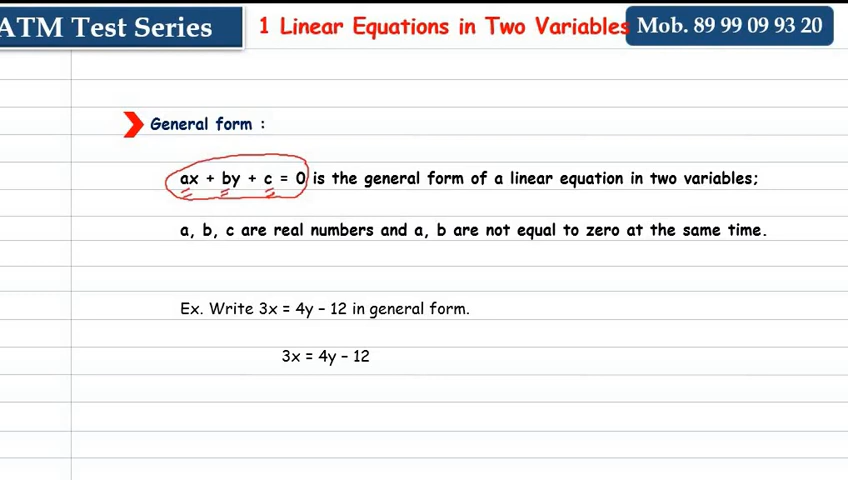 ATM Test Series
1 Linear Equations in Two Variables
Mob. 89 99 09 93 20
General form :
ax + by + c = 0 is the general form of a linear equation in two variables;
a, b, c are real numbers and a, b are not equal to zero at the same time.
Ex. Write 3x = 4y – 12 in general form.
3x = 4y – 12